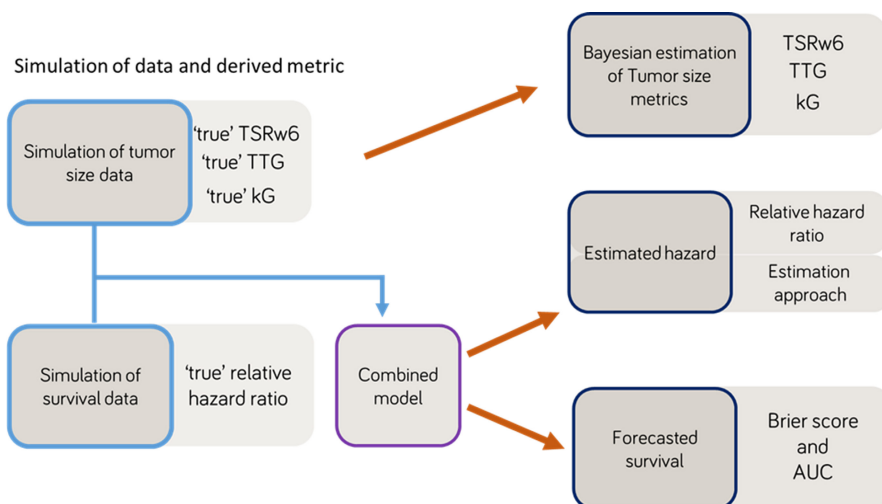 Simulation of data and derived metric
Simulation of tumor
size data
‘true’ TSRw6
‘true’ TTG
‘true’ kG
Simulation of
survival data
‘true’ relative
hazard ratio
Combined
model
Bayesian estimation
of Tumor size
metrics
TSRw6
TTG
kG
Estimated hazard
Relative hazard
ratio
Estimation
approach
Forecasted
survival
Brier score
and
AUC